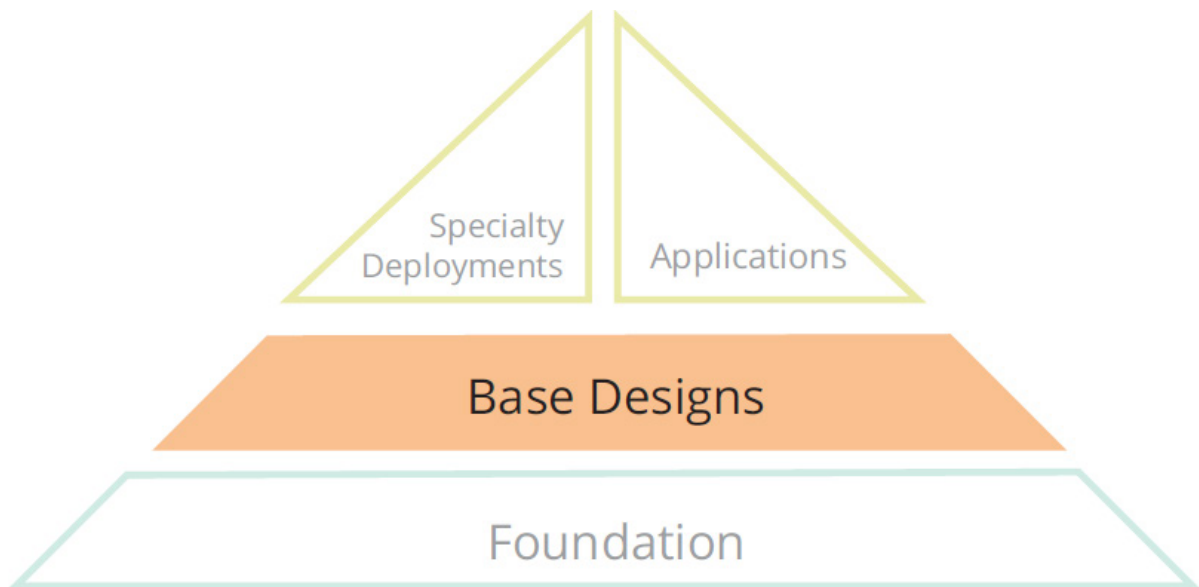 Specialty
Deployments
Applications
Base Designs
Foundation